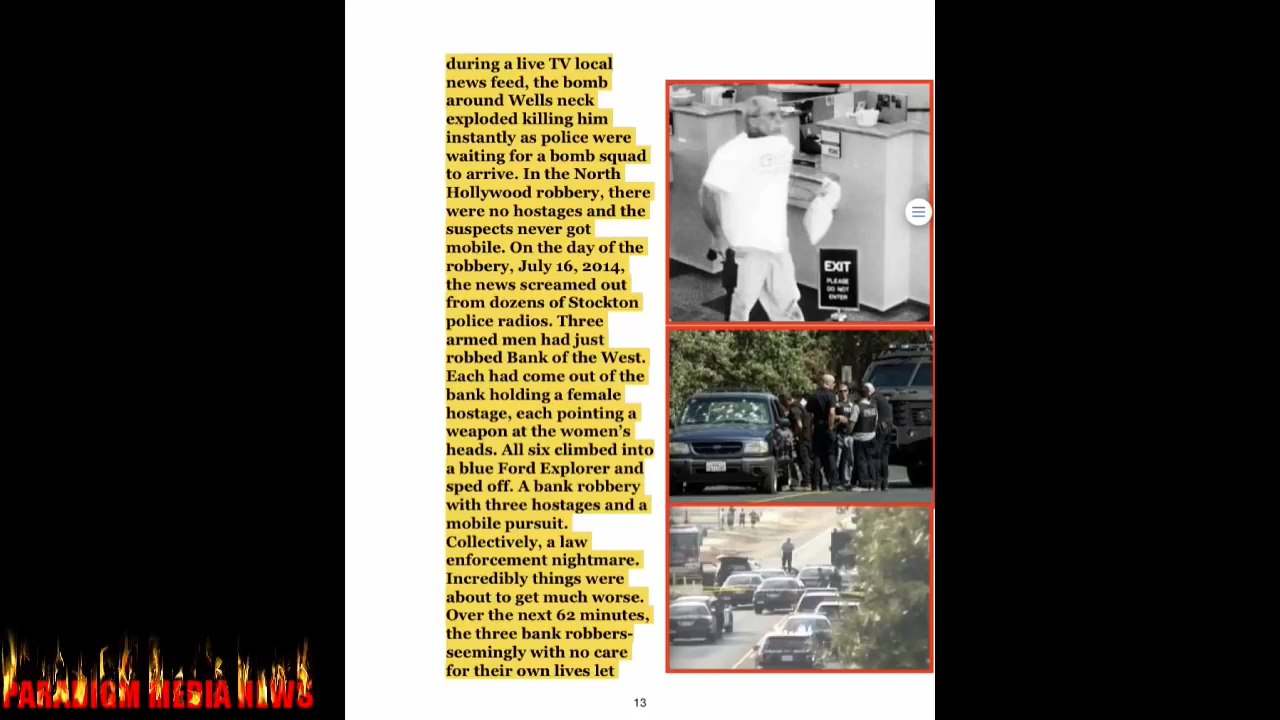 during a live TV local
news feed, the bomb
around Wells neck
exploded killing him
instantly as police were
waiting for a bomb squad
to arrive. In the North
Hollywood robbery, there
were no hostages and the
suspects never got
mobile. On the day of the
robbery, July 16, 2014,
the news screamed out
from dozens of Stockton
police radios. Three
armed men had just
robbed Bank of the West.
Each had come out of the
bank holding a female
hostage, each pointing a
weapon at the women’s
heads. All six climbed into
a blue Ford Explorer and
sped off. A bank robbery
with three hostages and a
mobile pursuit.
Collectively, a law
enforcement nightmare.
Incredibly things were
about to get much worse.
Over the next 62 minutes,
the three bank robbers-
seemingly with no care
for their own lives let
EXIT
PLEASE
DO NOT
ENTER
13
PARADIGM MEDIA NEWS